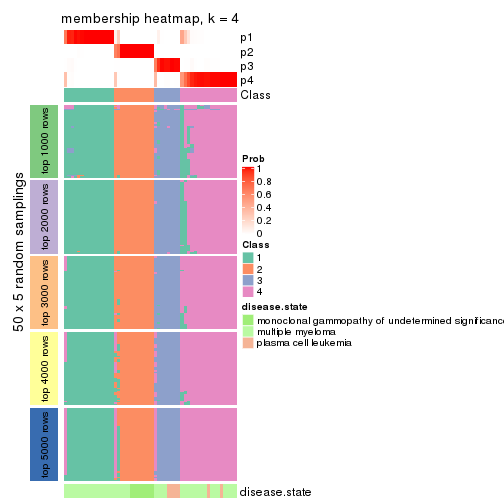 membership heatmap, k = 4
p1
p2
p3
p4
Class
50 x 5 random samplings
top 1000 rows
top 2000 rows
top 3000 rows
top 4000 rows
top 5000 rows
Prob
1
0.8
0.6
0.4
0.2
0
Class
1
2
3
4
disease.state
monoclonal gammopathy of undetermined significance
multiple myeloma
plasma cell leukemia
disease.state